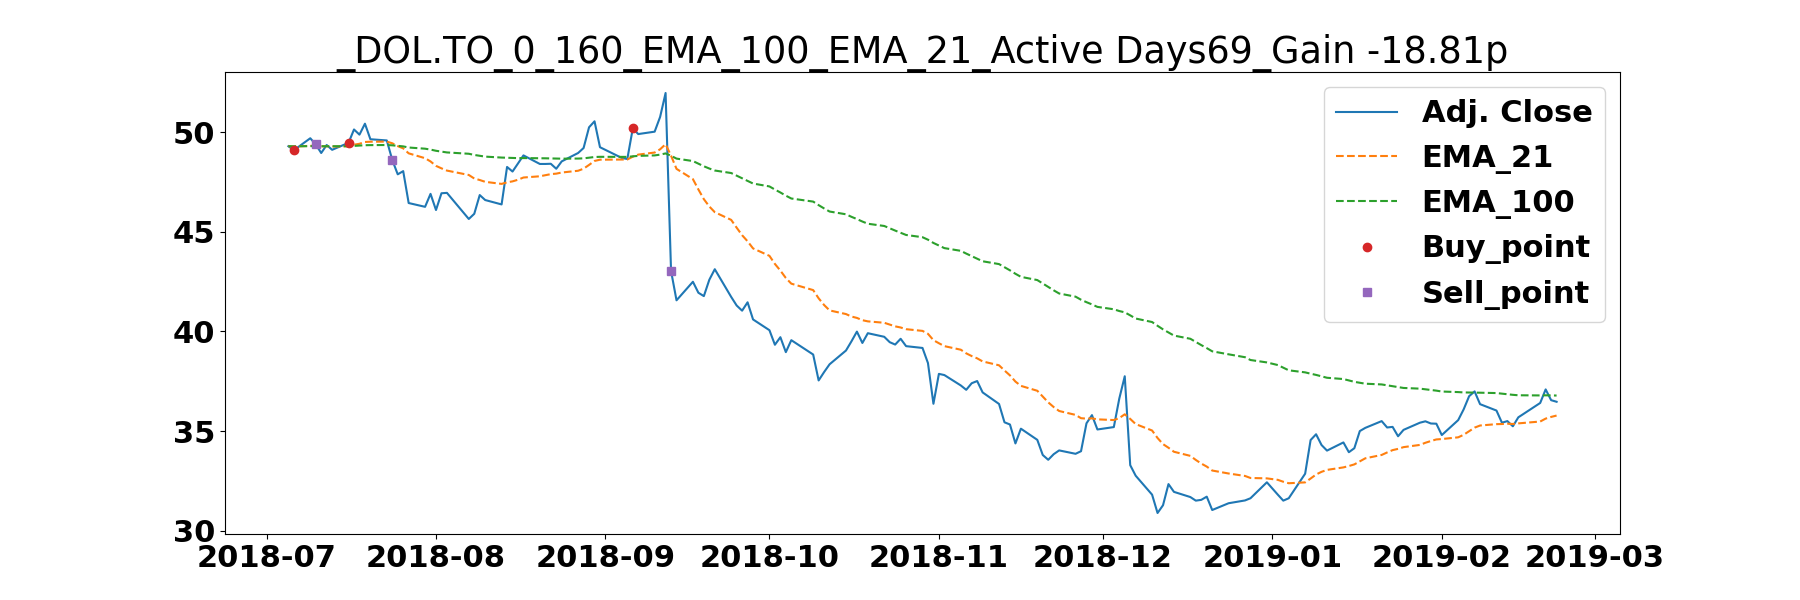 _DOL.TO_0_160_EMA_100_EMA_21_Active Days69_Gain -18.81p
Adj. Close
EMA_21
EMA_100
Buy_point
Sell_point
50
45
40
35
30
2018-07 2018-08 2018-09 2018-10 2018-11 2018-12 2019-01 2019-02 2019-03